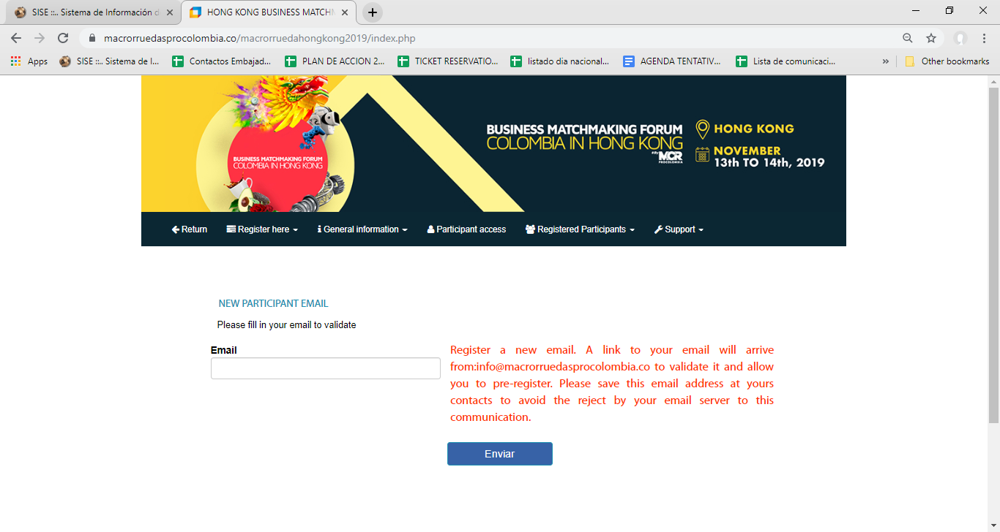 SISE ::.. Sistema de Información d
HONG KONG BUSINESS MATCHM
macrorruedasprocolombia.co/macrorruedahongkong2019/index.php
Apps SISE ::.. Sistema de I... Contactos Embajad... PLAN DE ACCION 2... TICKET RESERVATIO... listado dia nacional... AGENDA TENTATIV... Lista de comunicaci... » Other bookmarks
BUSINESS MATCHMAKING FORUM
COLOMBIA IN HONG KONG
BUSINESS MATCHMAKING FORUM
COLOMBIA IN HONG KONG
MCR
PROCOLOMBIA
HONG KONG
NOVEMBER
13th TO 14th, 2019
Return Register here General information Participant access Registered Participants Support
NEW PARTICIPANT EMAIL
Please fill in your email to validate
Email
Register a new email. A link to your email will arrive
from:info@macrorruedasprocolombia.co to validate it and allow
you to pre-register. Please save this email address at yours
contacts to avoid the reject by your email server to this
communication.
Enviar